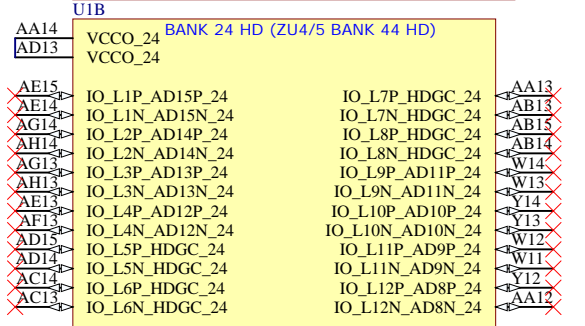 U1B
BANK 24 HD (ZU4/5 BANK 44 HD)
AA14 VCCO_24
AD13 VCCO_24
AE15 IO_L1P_AD15P_24 IO_L7P_HDGC_24 AA13
AE14 IO_L1N_AD15N_24 IO_L7N_HDGC_24 AB13
AG14 IO_L2P_AD14P_24 IO_L8P_HDGC_24 AB15
AH14 IO_L2N_AD14N_24 IO_L8N_HDGC_24 AB14
AG13 IO_L3P_AD13P_24 IO_L9P_AD11P_24 W14
AH13 IO_L3N_AD13N_24 IO_L9N_AD11N_24 W13
AE13 IO_L4P_AD12P_24 IO_L10P_AD10P_24 Y14
AF13 IO_L4N_AD12N_24 IO_L10N_AD10N_24 Y13
AD15 IO_L5P_HDGC_24 IO_L11P_AD9P_24 W12
AD14 IO_L5N_HDGC_24 IO_L11N_AD9N_24 W11
AC14 IO_L6P_HDGC_24 IO_L12P_AD8P_24 Y12
AC13 IO_L6N_HDGC_24 IO_L12N_AD8N_24 AA12